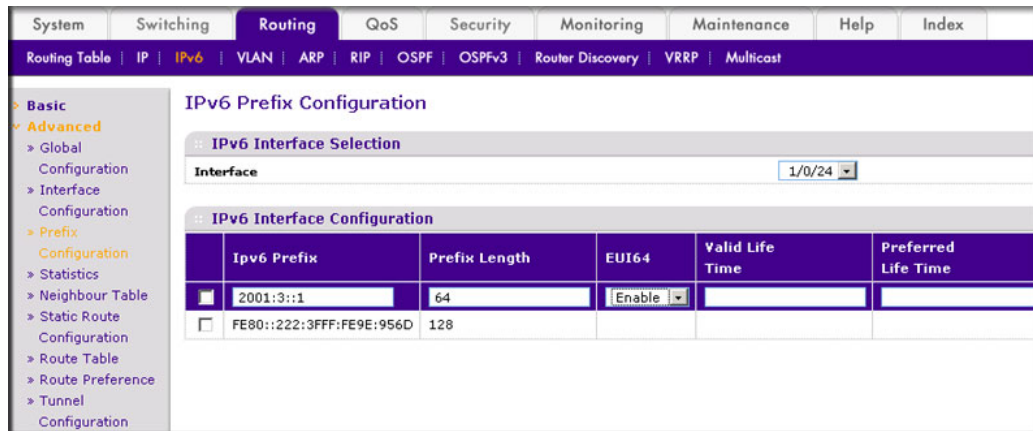 System Switching Routing QoS Security Monitoring Maintenance Help Index
Routing Table | IP | IPv6 | VLAN | ARP | RIP | OSPF | OSPFv3 | Router Discovery | VRRP | Multicast
Basic
Advanced
» Global
Configuration
» Interface
Configuration
» Prefix
Configuration
» Statistics
» Neighbour Table
» Static Route
Configuration
» Route Table
» Route Preference
» Tunnel
Configuration
IPv6 Prefix Configuration
IPv6 Interface Selection
Interface 1/0/24
IPv6 Interface Configuration
Ipv6 Prefix Prefix Length EUI64 Valid Life Time Preferred Life Time
2001:3::1 64 Enable
FE80::222:3FFF:FE9E:956D 128